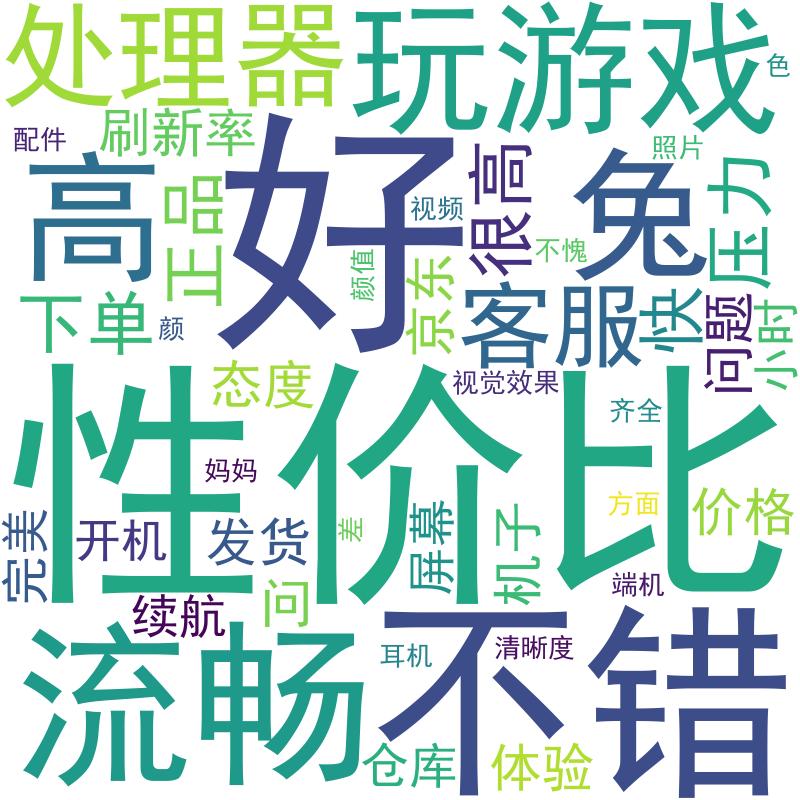 处理器
玩游戏
色
配件
刷新率
照片
高
正品
好
视频
很高
兔
压力
颜值
不愧
京东
客服
快
问题
小时
下单
颜
态度
视觉效果
齐全
性价比
妈妈
完美
开机
发货
差
屏幕
机子
方面
价格
端机
续航
问
流畅
不错
耳机
清晰度
仓库
体验